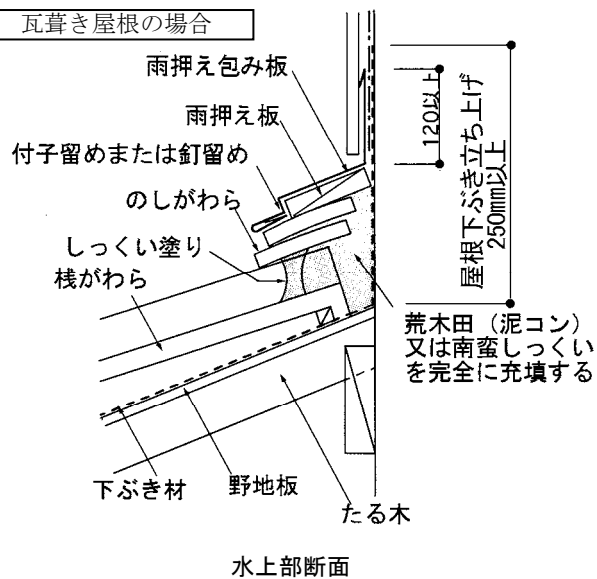 瓦葺き屋根の場合
雨押え包み板
雨押え板
付子留めまたは釘留め
のしがわら
しっくい塗り
桟がわら
120以上
屋根下ぶき立ち上げ
250mm以上
荒木田（泥コン）
又は南蛮しっくい
を完全に充填する
下ぶき材
野地板
たる木
水上部断面